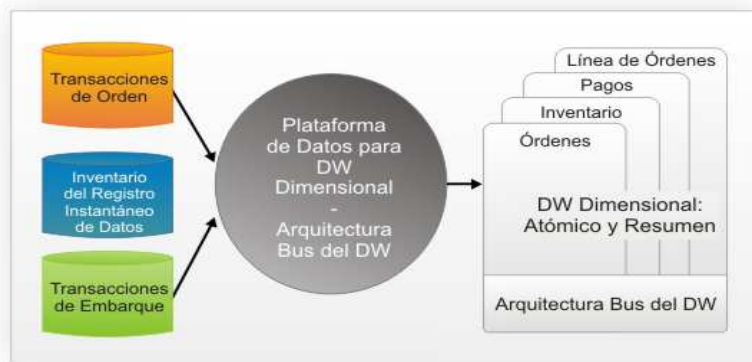 Transacciones
de Orden
Inventario
del Registro
Instantáneo
de Datos
Transacciones
de Embarque
Plataforma
de Datos para
DW
Dimensional
-
Arquitectura
Bus del DW
Línea de Órdenes
Pagos
Inventario
Órdenes
DW Dimensional:
Atómico y Resumen
Arquitectura Bus del DW